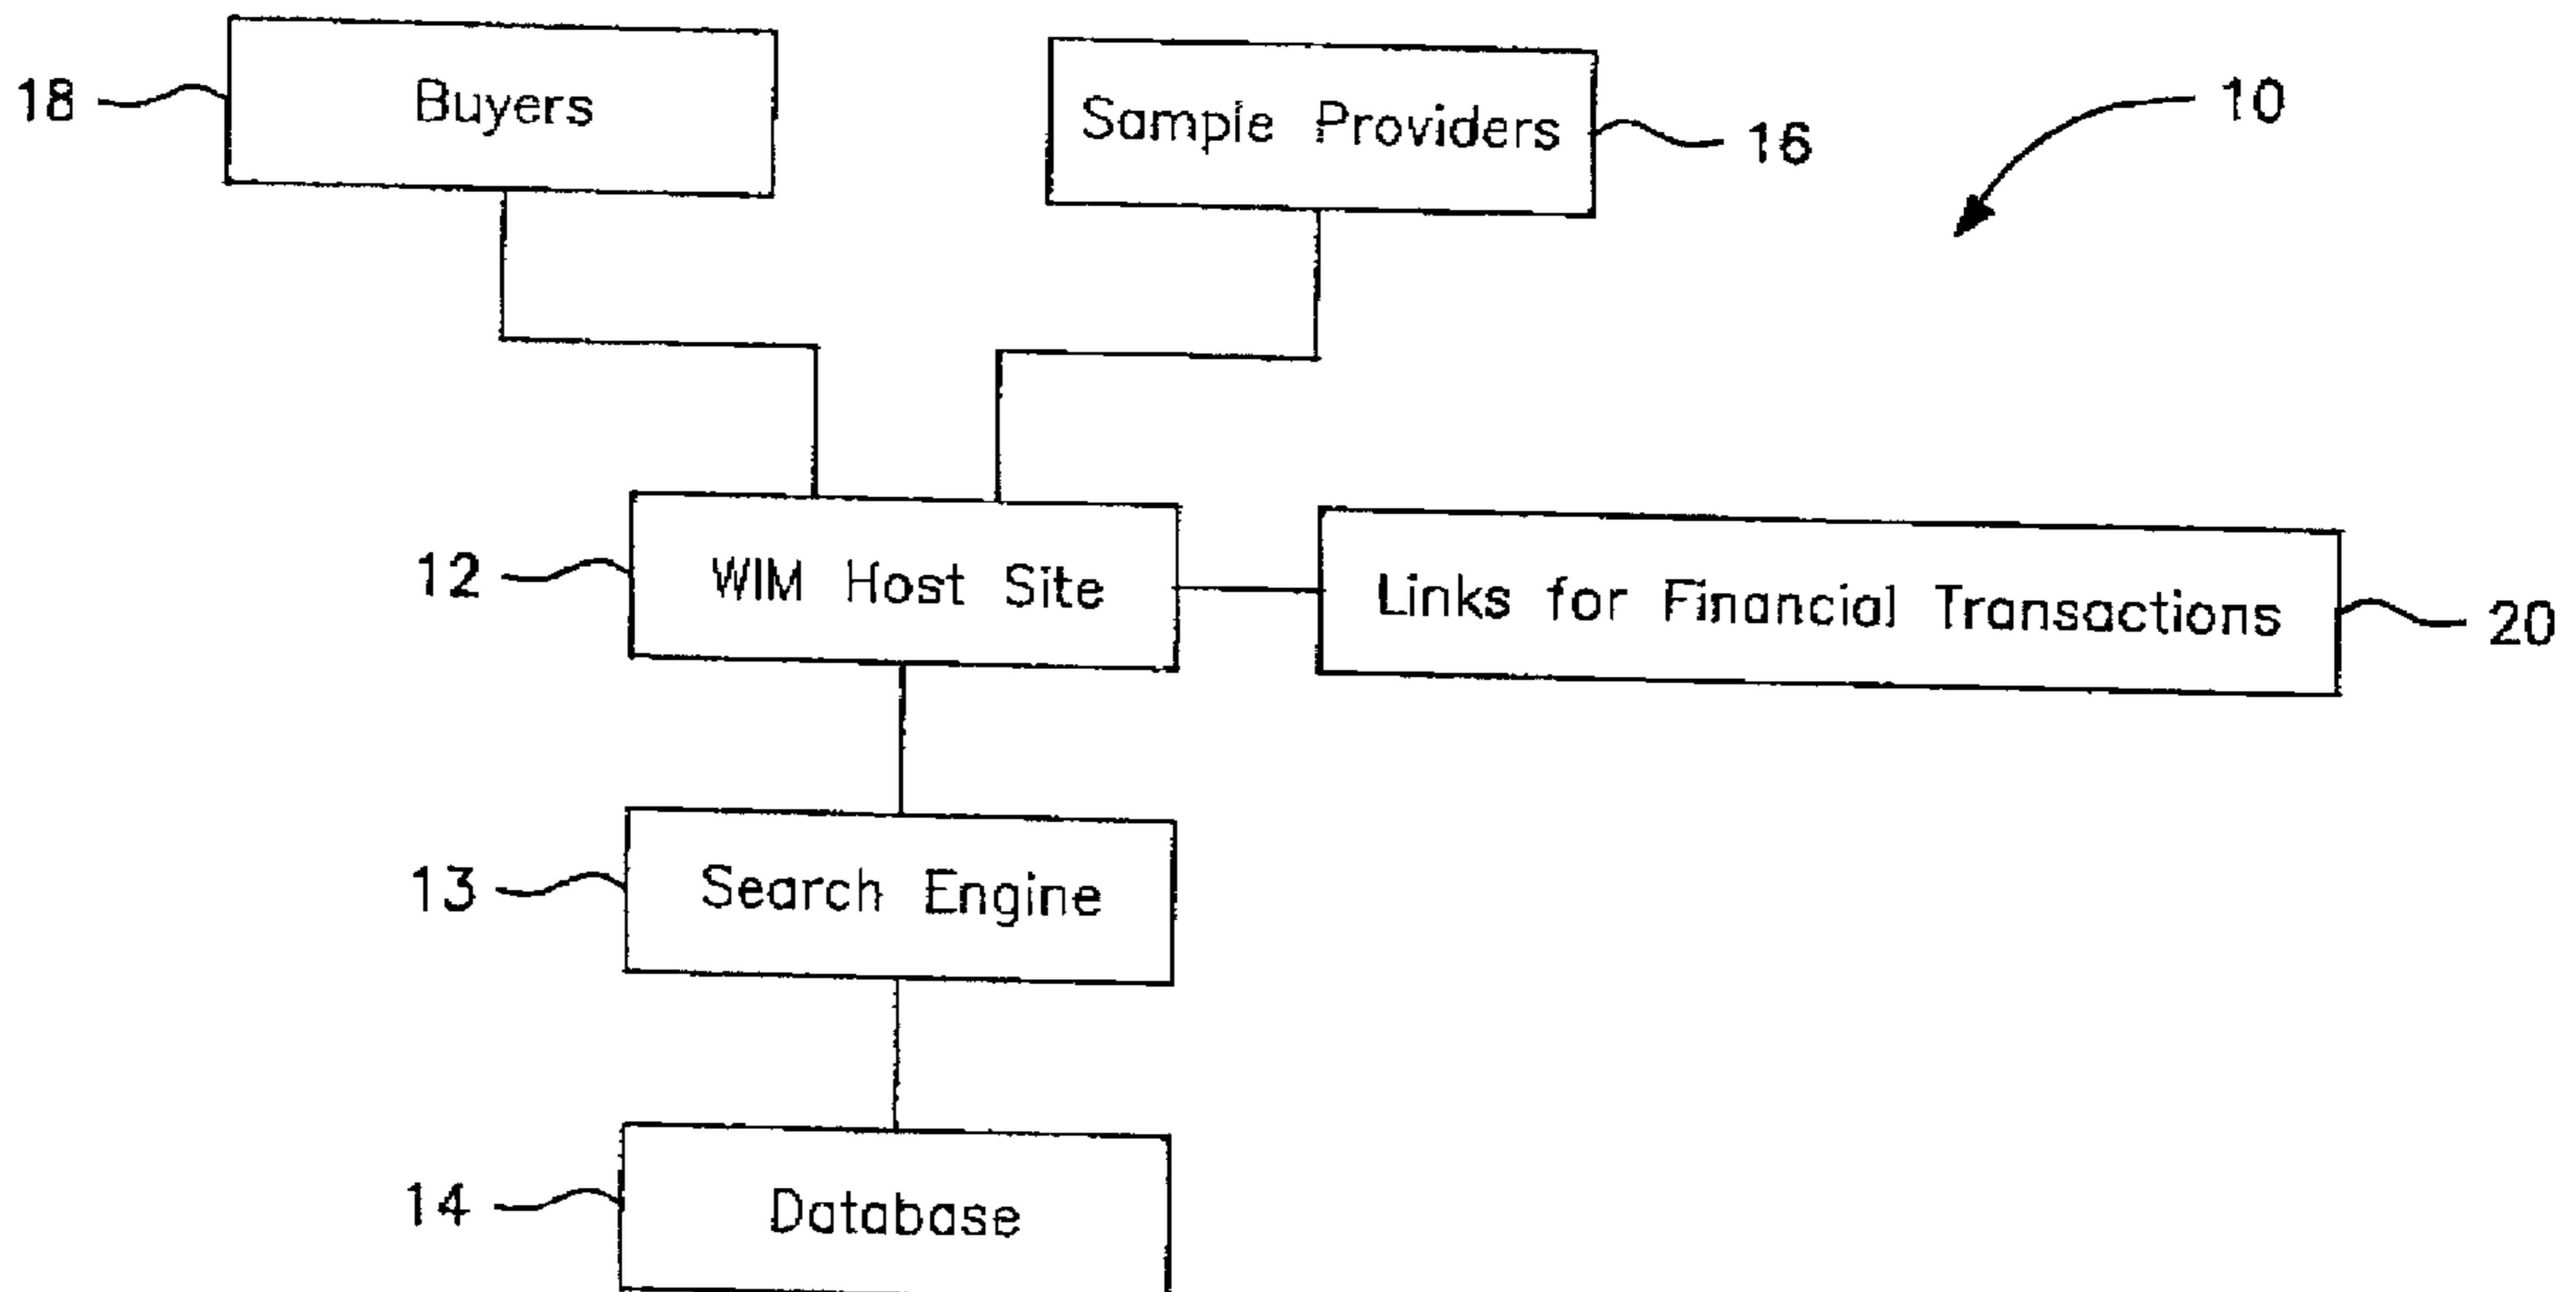 18
Buyers
Sample Providers
16
10
12
WIM Host Site
Links for Financial Transactions
20
13
Search Engine
14
Database